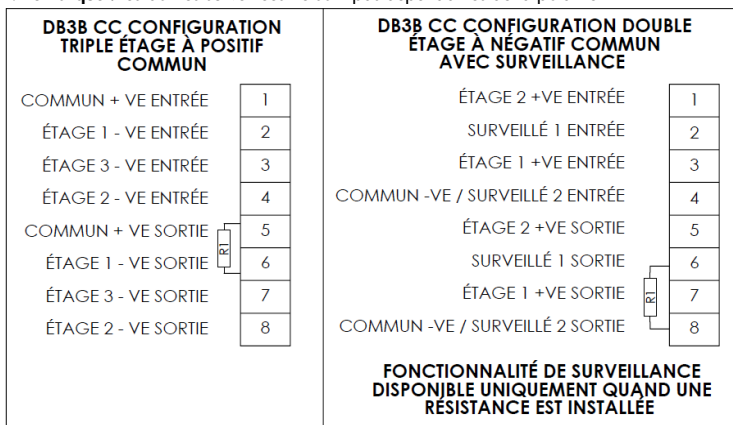 DB3B CC CONFIGURATION
TRIPLE ÉTAGE À POSITIF
COMMUN
COMMUN + VE ENTRÉE 1
ÉTAGE 1 - VE ENTRÉE 2
ÉTAGE 3 - VE ENTRÉE 3
ÉTAGE 2 - VE ENTRÉE 4
COMMUN + VE SORTIE 5
R1
ÉTAGE 1 - VE SORTIE 6
ÉTAGE 3 - VE SORTIE 7
ÉTAGE 2 - VE SORTIE 8
DB3B CC CONFIGURATION DOUBLE
ÉTAGE À NÉGATIF COMMUN
AVEC SURVEILLANCE
ÉTAGE 2 +VE ENTRÉE 1
SURVEILLÉ 1 ENTRÉE 2
ÉTAGE 1 +VE ENTRÉE 3
COMMUN -VE / SURVEILLÉ 2 ENTRÉE 4
ÉTAGE 2 +VE SORTIE 5
SURVEILLÉ 1 SORTIE 6
ÉTAGE 1 +VE SORTIE R1 7
COMMUN -VE / SURVEILLÉ 2 SORTIE 8
FONCTIONNALITÉ DE SURVEILLANCE
DISPONIBLE UNIQUEMENT QUAND UNE
RÉSISTANCE EST INSTALLÉE